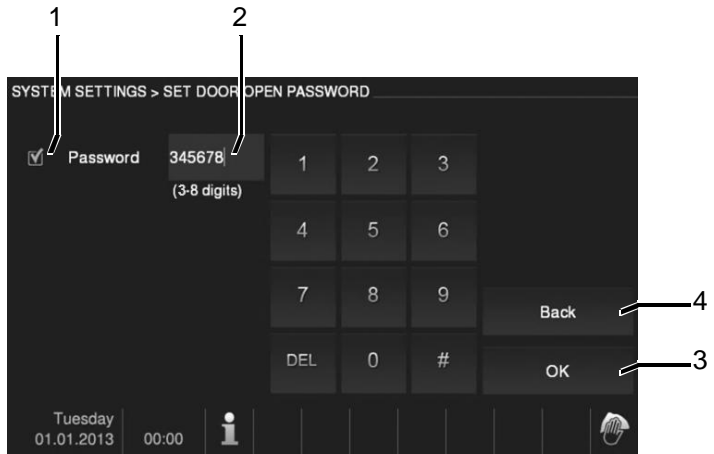 1 2
SYSTEM SETTINGS > SET DOOR OPEN PASSWORD
Password 345678 1 2 3
(3-8 digits)
4 5 6
7 8 9
Back 4
DEL 0 #
OK 3
Tuesday
01.01.2013 00:00 i